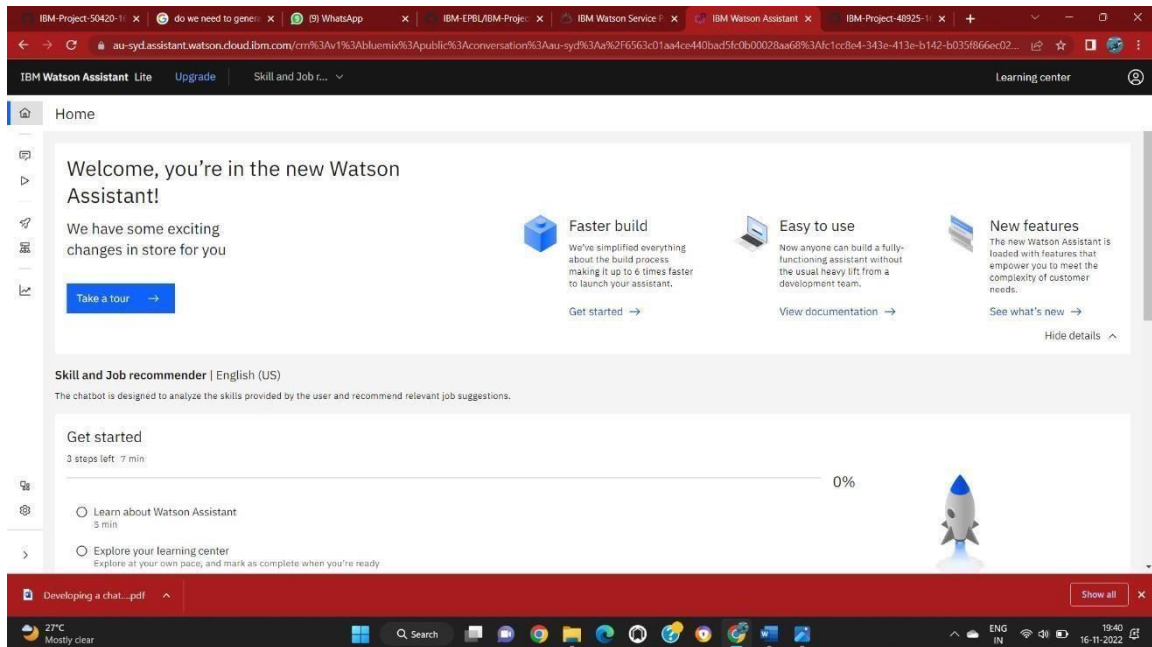 IBM-Project-50420-1
do we need to gener
(9) WhatsApp
IBM-EPBL/IBM-Projec
IBM Watson Service P
IBM Watson Assistant
IBM-Project-48925-1
au-syd.assistant.watson.cloud.ibm.com/
IBM Watson Assistant Lite
Upgrade
Skill and Job r...
Learning center
Home
Welcome, you're in the new Watson
Assistant!
We have some exciting
changes in store for you
Take a tour →
Faster build
We've simplified everything
about the build process
making it up to 6 times faster
to launch your assistant.
Get started →
Easy to use
Now anyone can build a fully-
functioning assistant without
the usual heavy lift from a
development team.
View documentation →
New features
The new Watson Assistant is
loaded with features that
empower you to meet the
complexity of customer
needs.
See what's new →
Hide details
Skill and Job recommender | English (US)
The chatbot is designed to analyze the skills provided by the user and recommend relevant job suggestions.
Get started
3 steps left 7 min
0%
Learn about Watson Assistant
5 min
Explore your learning center
Explore at your own pace, and mark as complete when you're ready
Developing a chat....pdf
Show all
27°C
Mostly clear
Search
ENG
IN
19:40
16-11-2022